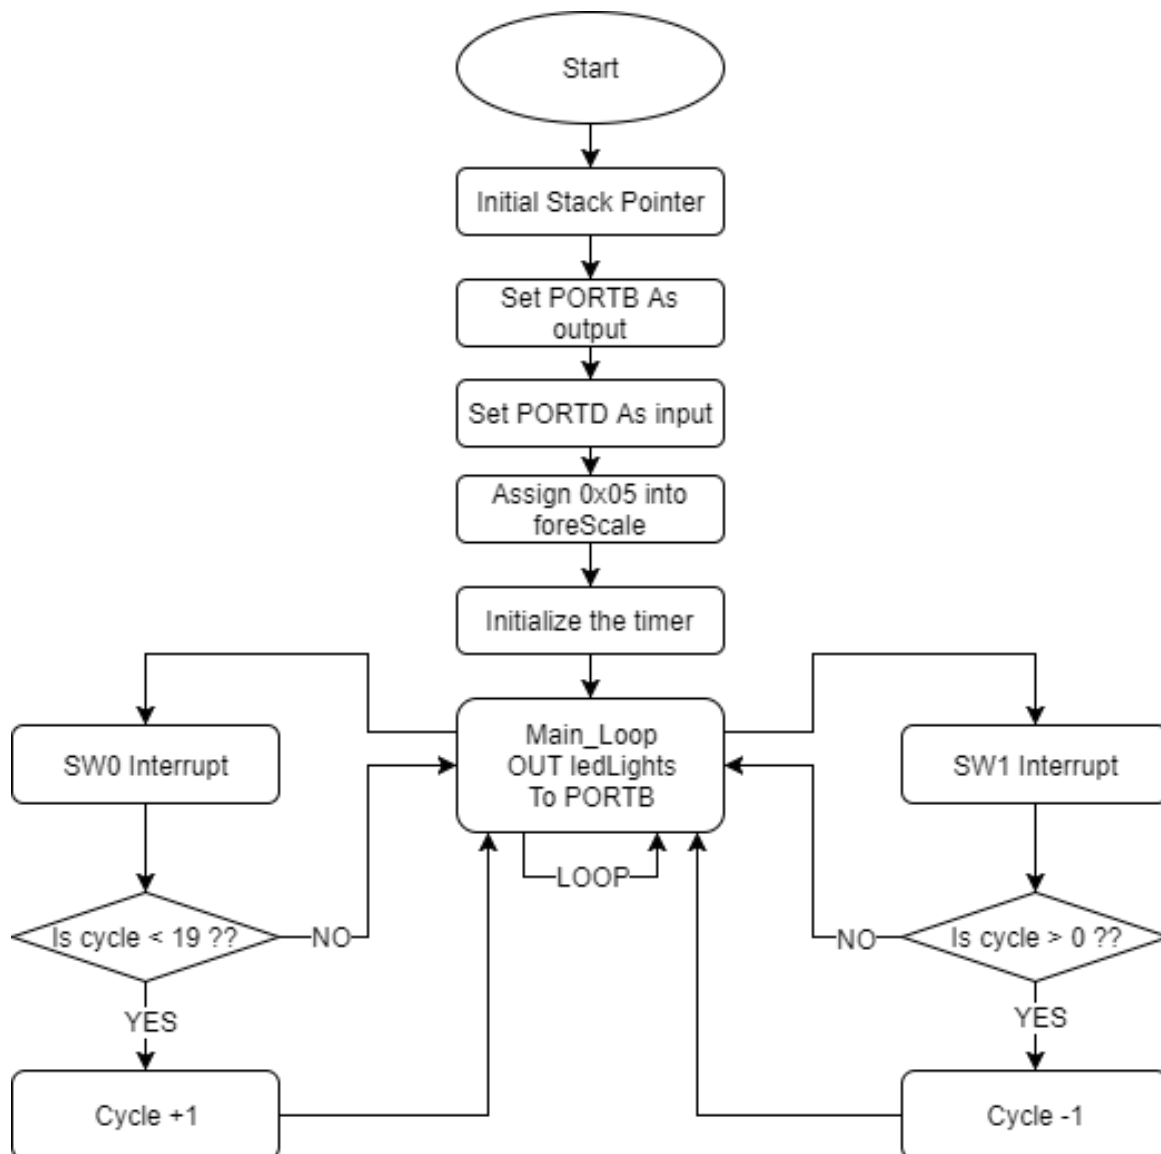 Start
Initial Stack Pointer
Set PORTB As
output
Set PORTD As input
Assign 0x05 into
foreScale
Initialize the timer
Main_Loop
OUT ledLights
To PORTB
SW0 Interrupt
SW1 Interrupt
LOOP
Is cycle < 19 ??
NO
NO
Is cycle > 0 ??
YES
YES
Cycle +1
Cycle -1